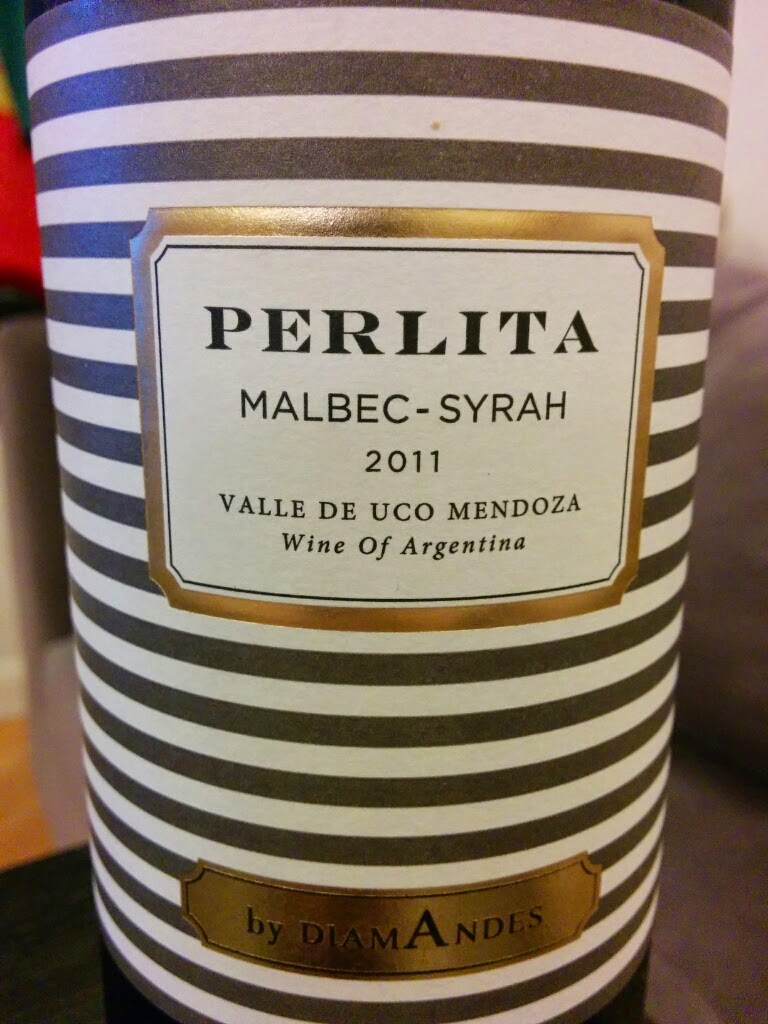 PERLITA
MALBEC-SYRAH
2011
VALLE DE UCO MENDOZA
Wine Of Argentina
by DIAMANDES